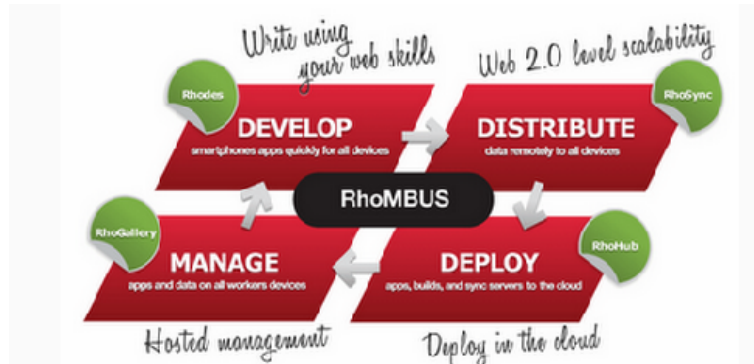 Write using
your web skills
Web 2.0 level scalability
Rhodes
RhoSync
DEVELOP
smartphones apps quickly for all devices
DISTRIBUTE
data remotely to all devices
RhoMBUS
RhoGallery
RhoHub
MANAGE
apps and data on all workers devices
DEPLOY
apps, builds, and sync servers to the cloud
Hosted management
Deploy in the cloud